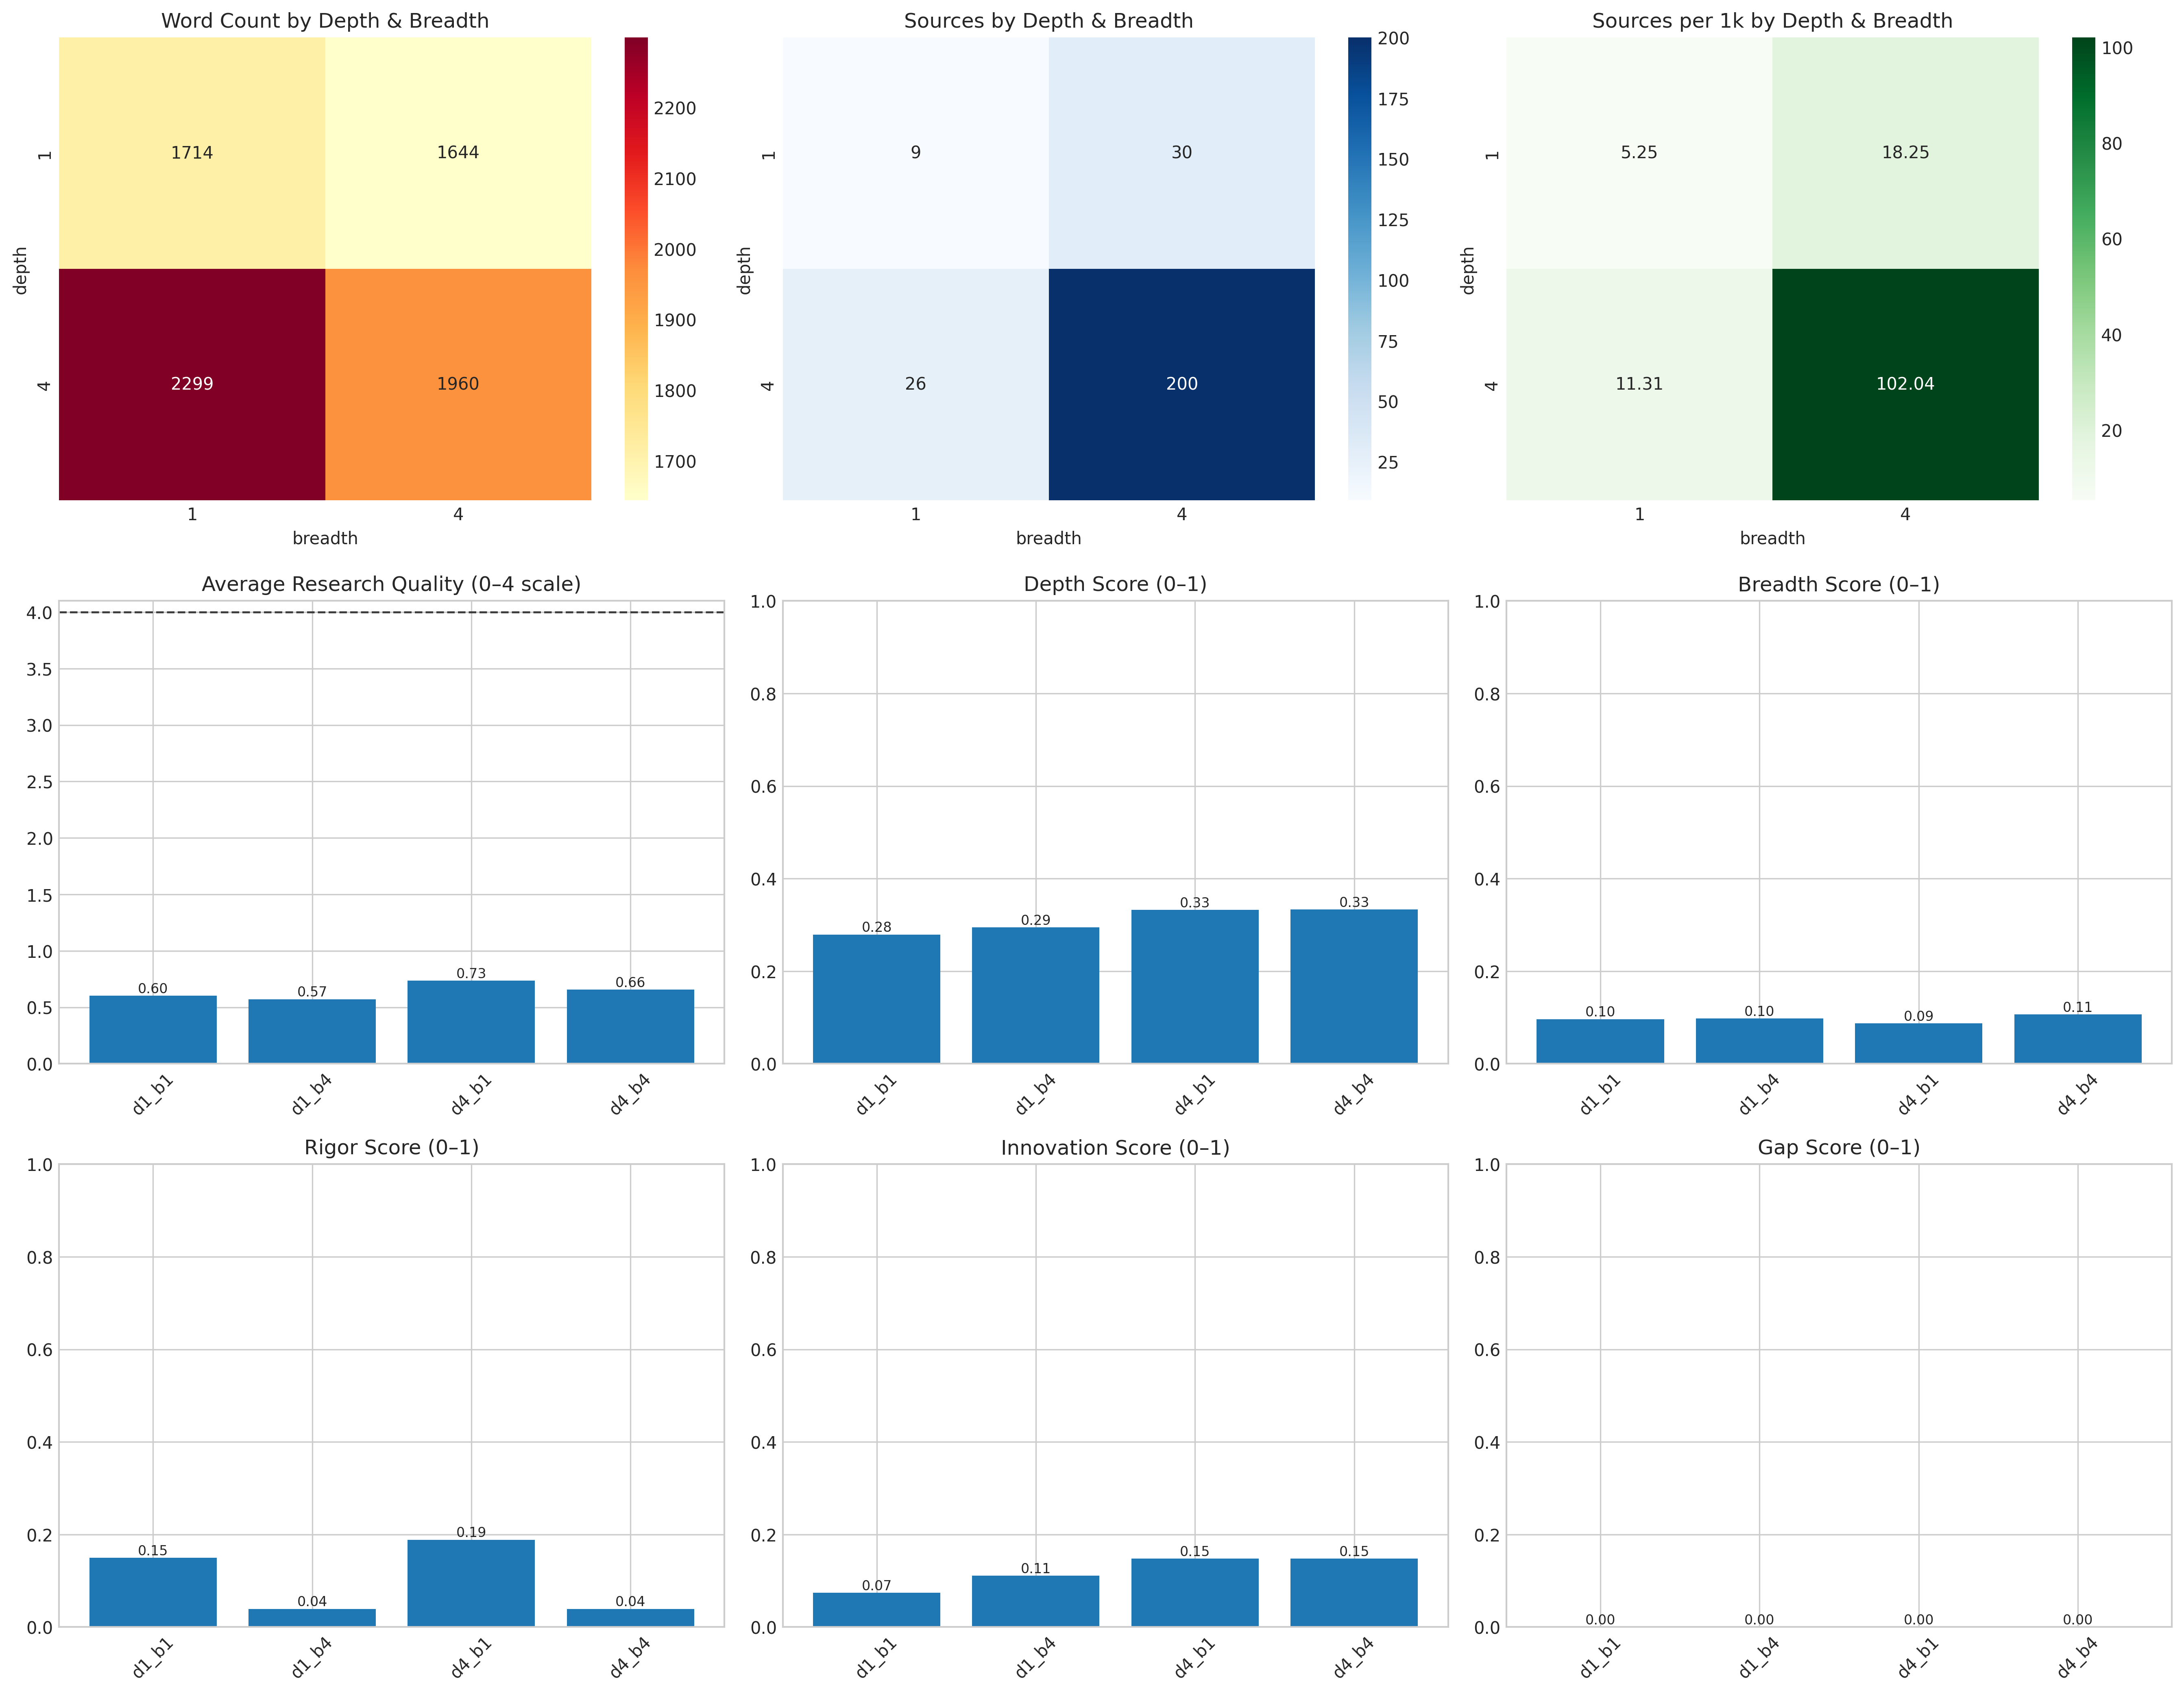 Word Count by Depth & Breadth
1714
1644
2299
1960
1
4
depth
1
4
breadth
2200
2100
2000
1900
1800
1700
Sources by Depth & Breadth
9
30
26
200
1
4
depth
1
4
breadth
200
175
150
125
100
75
50
25
Sources per 1k by Depth & Breadth
5.25
18.25
11.31
102.04
1
4
depth
1
4
breadth
100
80
60
40
20
Average Research Quality (0–4 scale)
4.0
3.5
3.0
2.5
2.0
1.5
1.0
0.5
0.0
0.60
0.57
0.73
0.66
d1_b1
d1_b4
d4_b1
d4_b4
Depth Score (0–1)
1.0
0.8
0.6
0.4
0.2
0.0
0.28
0.29
0.33
0.33
d1_b1
d1_b4
d4_b1
d4_b4
Breadth Score (0–1)
1.0
0.8
0.6
0.4
0.2
0.0
0.10
0.10
0.09
0.11
d1_b1
d1_b4
d4_b1
d4_b4
Rigor Score (0–1)
1.0
0.8
0.6
0.4
0.2
0.0
0.15
0.04
0.19
0.04
d1_b1
d1_b4
d4_b1
d4_b4
Innovation Score (0–1)
1.0
0.8
0.6
0.4
0.2
0.0
0.07
0.11
0.15
0.15
d1_b1
d1_b4
d4_b1
d4_b4
Gap Score (0–1)
1.0
0.8
0.6
0.4
0.2
0.0
0.00
0.00
0.00
0.00
d1_b1
d1_b4
d4_b1
d4_b4